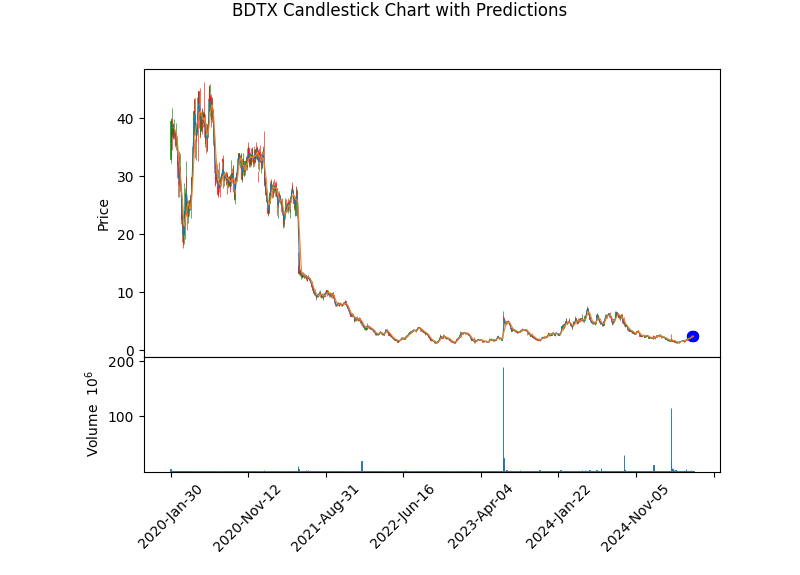 BDTX Candlestick Chart with Predictions
Price
40
30
20
10
0
Volume 10^6
200
100
2020-Jan-30
2020-Nov-12
2021-Aug-31
2022-Jun-16
2023-Apr-04
2024-Jan-22
2024-Nov-05